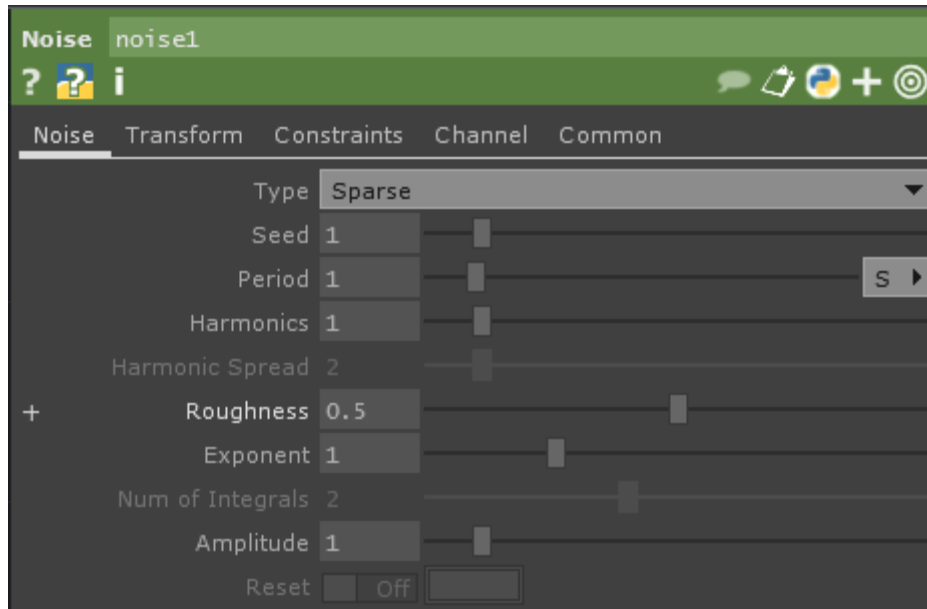 Noise noise1
? ? i
Noise Transform Constraints Channel Common
Type Sparse
Seed 1
Period 1 S
Harmonics 1
Harmonic Spread 2
+ Roughness 0.5
Exponent 1
Num of Integrals 2
Amplitude 1
Reset Off